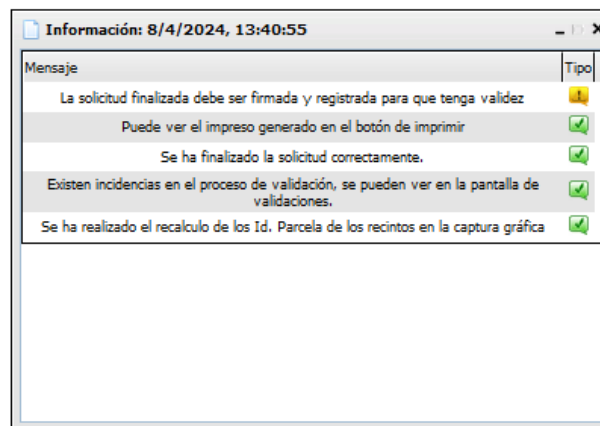 Información: 8/4/2024, 13:40:55
Mensaje Tipo
La solicitud finalizada debe ser firmada y registrada para que tenga validez
Puede ver el impreso generado en el botón de imprimir
Se ha finalizado la solicitud correctamente.
Existen incidencias en el proceso de validación, se pueden ver en la pantalla de
validaciones.
Se ha realizado el recalculo de los Id. Parcela de los recintos en la captura gráfica